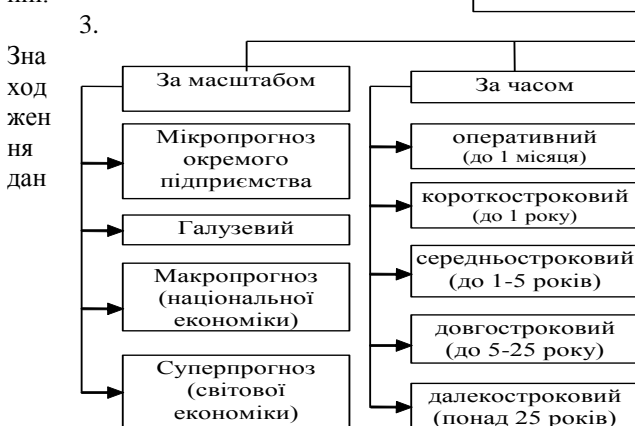 3.
Зна
ход
жен
ня
дан
За масштабом
Мікропрогноз
окремого
підприємства
Галузевий
Макропрогноз
(національної
економіки)
Суперпрогноз
(світової
економіки)
За часом
оперативний
(до 1 місяця)
короткостроковий
(до 1 року)
середньостроковий
(до 1-5 років)
довгостроковий
(до 5-25 року)
далекостроковий
(понад 25 років)